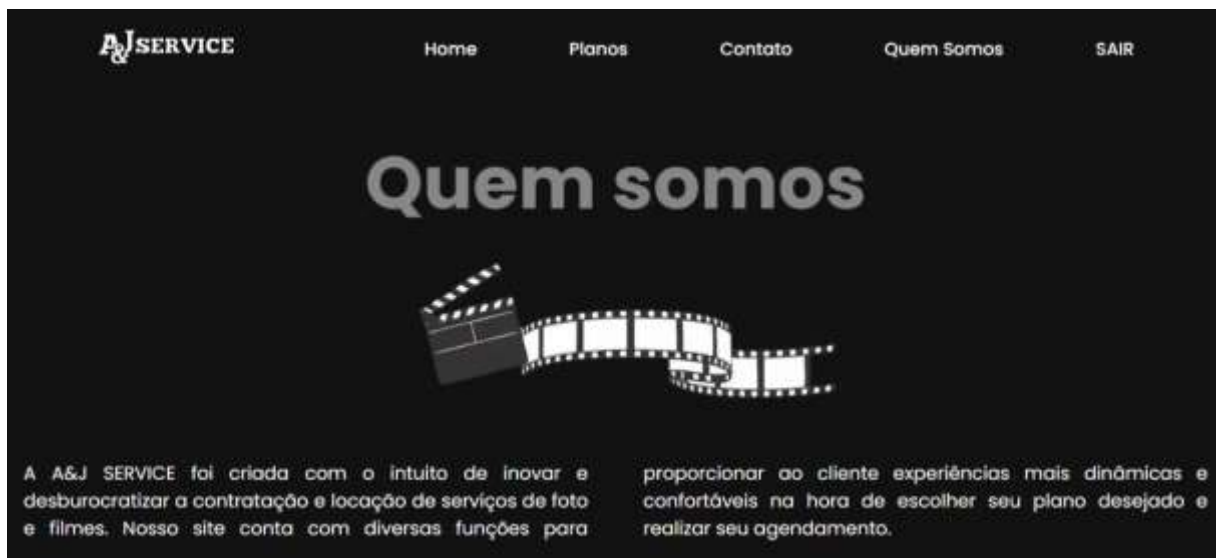 A&J SERVICE
Home Planos Contato Quem Somos SAIR
Quem somos
A A&J SERVICE foi criada com o intuito de inovar e
desburocratizar a contratação e locação de serviços de foto
e filmes. Nosso site conta com diversas funções para
proporcionar ao cliente experiências mais dinâmicas e
confortáveis na hora de escolher seu plano desejado e
realizar seu agendamento.